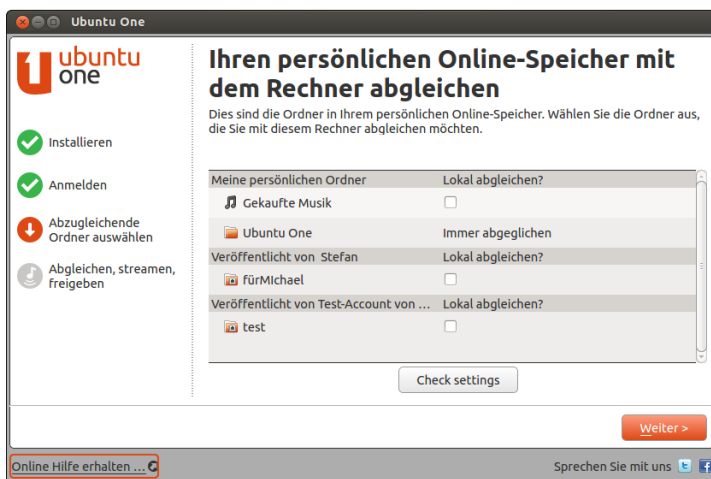 Ubuntu One
ubuntu
one
Ihren persönlichen Online-Speicher mit
dem Rechner abgleichen
Dies sind die Ordner in Ihrem persönlichen Online-Speicher. Wählen Sie die Ordner aus,
die Sie mit diesem Rechner abgleichen möchten.
Installieren
Anmelden
Abzugleichende
Ordner auswählen
Abgleichen, streamen,
freigeben
Meine persönlichen Ordner Lokal abgleichen?
Gekaufte Musik
Ubuntu One Immer abgeglichen
Veröffentlicht von Stefan Lokal abgleichen?
fürMIchael
Veröffentlicht von Test-Account von ... Lokal abgleichen?
test
Check settings
Weiter >
Online Hilfe erhalten ... Sprechen Sie mit uns